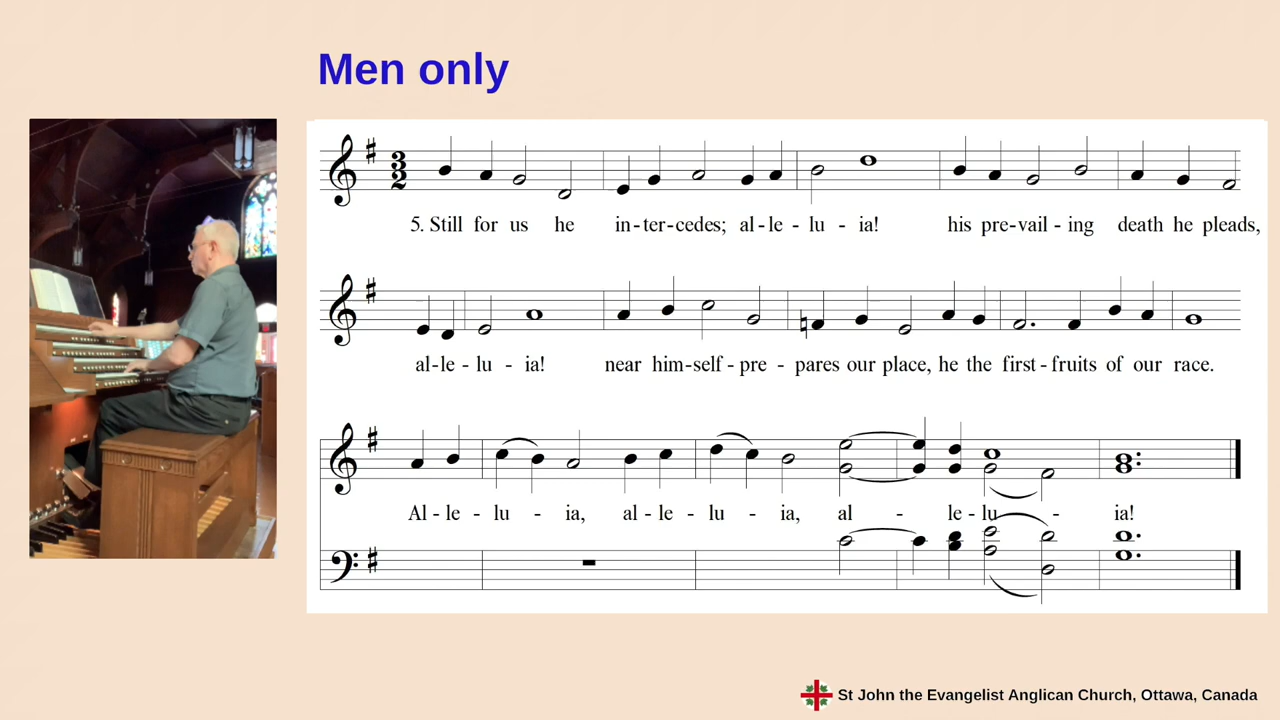 Men only
3
2
5. Still for us he in-ter-cedes; al-le-lu-ia! his pre-vail-ing death he pleads,
al-le-lu-ia! near him-self-pre-pares our place, he the first-fruits of our race.
Al-le-lu-ia, al-le-lu-ia, al-le-lu-ia!
St John the Evangelist Anglican Church, Ottawa, Canada